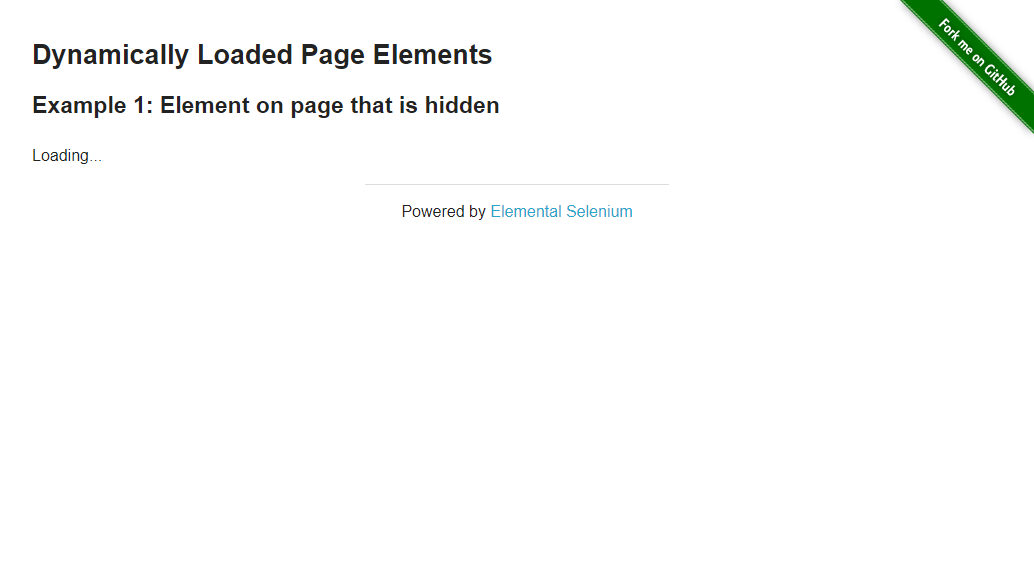 Fork me on GitHub
Dynamically Loaded Page Elements
Example 1: Element on page that is hidden
Loading...
Powered by Elemental Selenium